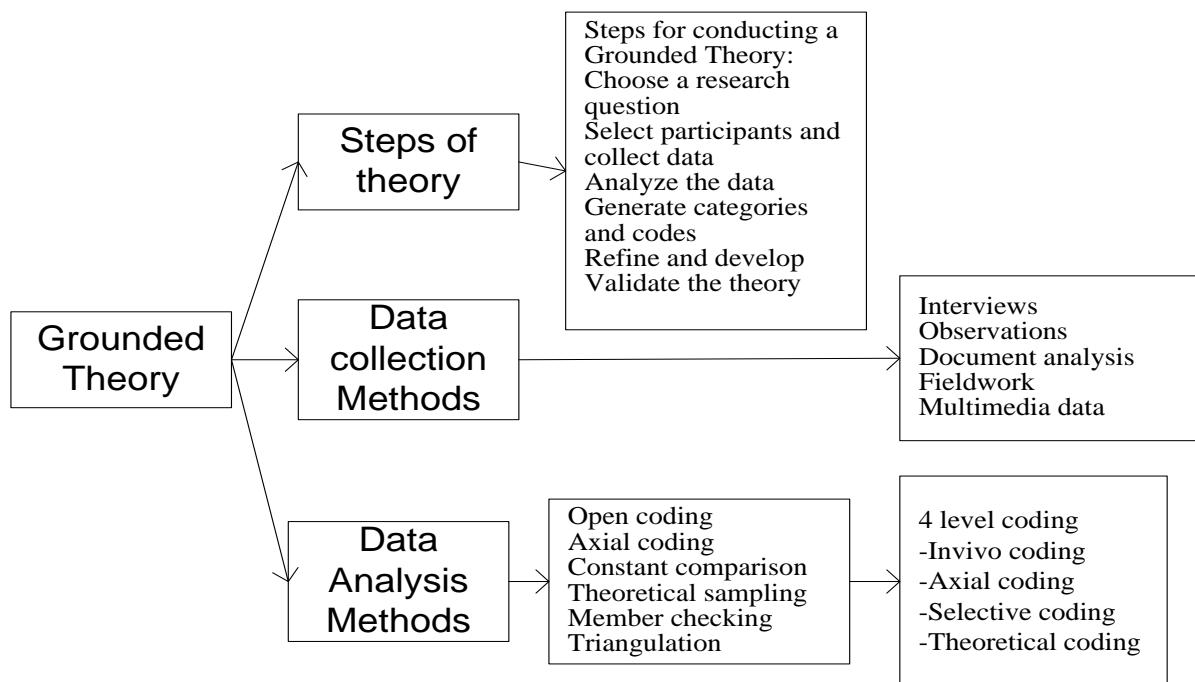 Grounded
Theory
Steps of
theory
Steps for conducting a
Grounded Theory:
Choose a research
question
Select participants and
collect data
Analyze the data
Generate categories
and codes
Refine and develop
Validate the theory
Data
collection
Methods
Interviews
Observations
Document analysis
Fieldwork
Multimedia data
Data
Analysis
Methods
Open coding
Axial coding
Constant comparison
Theoretical sampling
Member checking
Triangulation
4 level coding
-Invivo coding
-Axial coding
-Selective coding
-Theoretical coding